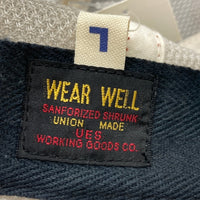 L
WEAR WELL
SANFORIZED SHRUNK
UNION MADE
UES
WORKING GOODS CO.